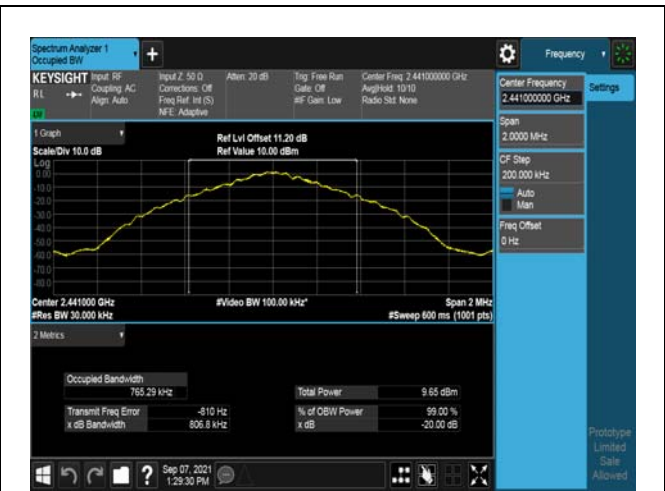 Spectrum Analyzer 1
Occupied BW
+
Frequency
KEYSIGHT Input: RF Input Z: 50 Ω Atten: 20 dB Trig: Free Run Center Freq: 2.441000000 GHz
RL Coupling: AC Corrections: Off Gate: Off Avg|Hold: 10/10
Align: Auto Freq Ref: Int (S) #IF Gain: Low Radio Std: None
NFE: Adaptive
Center Frequency
2.441000000 GHz
Settings
Span
2.0000 MHz
CF Step
200.000 kHz
Auto
Man
Freq Offset
0 Hz
1 Graph
Ref Lvl Offset 11.20 dB
Scale/Div 10.0 dB Ref Value 10.00 dBm
Log
0.00
-10.0
-20.0
-30.0
-40.0
-50.0
-60.0
-70.0
-80.0
Center 2.441000 GHz #Video BW 100.00 kHz* Span 2 MHz
#Res BW 30.000 kHz #Sweep 600 ms (1001 pts)
2 Metrics
Occupied Bandwidth
765.29 kHz
Total Power 9.65 dBm
Transmit Freq Error -810 Hz % of OBW Power 99.00 %
x dB Bandwidth 806.8 kHz x dB -20.00 dB
Prototype
Limited
Sale
Allowed
? Sep 07, 2021
1:29:30 PM